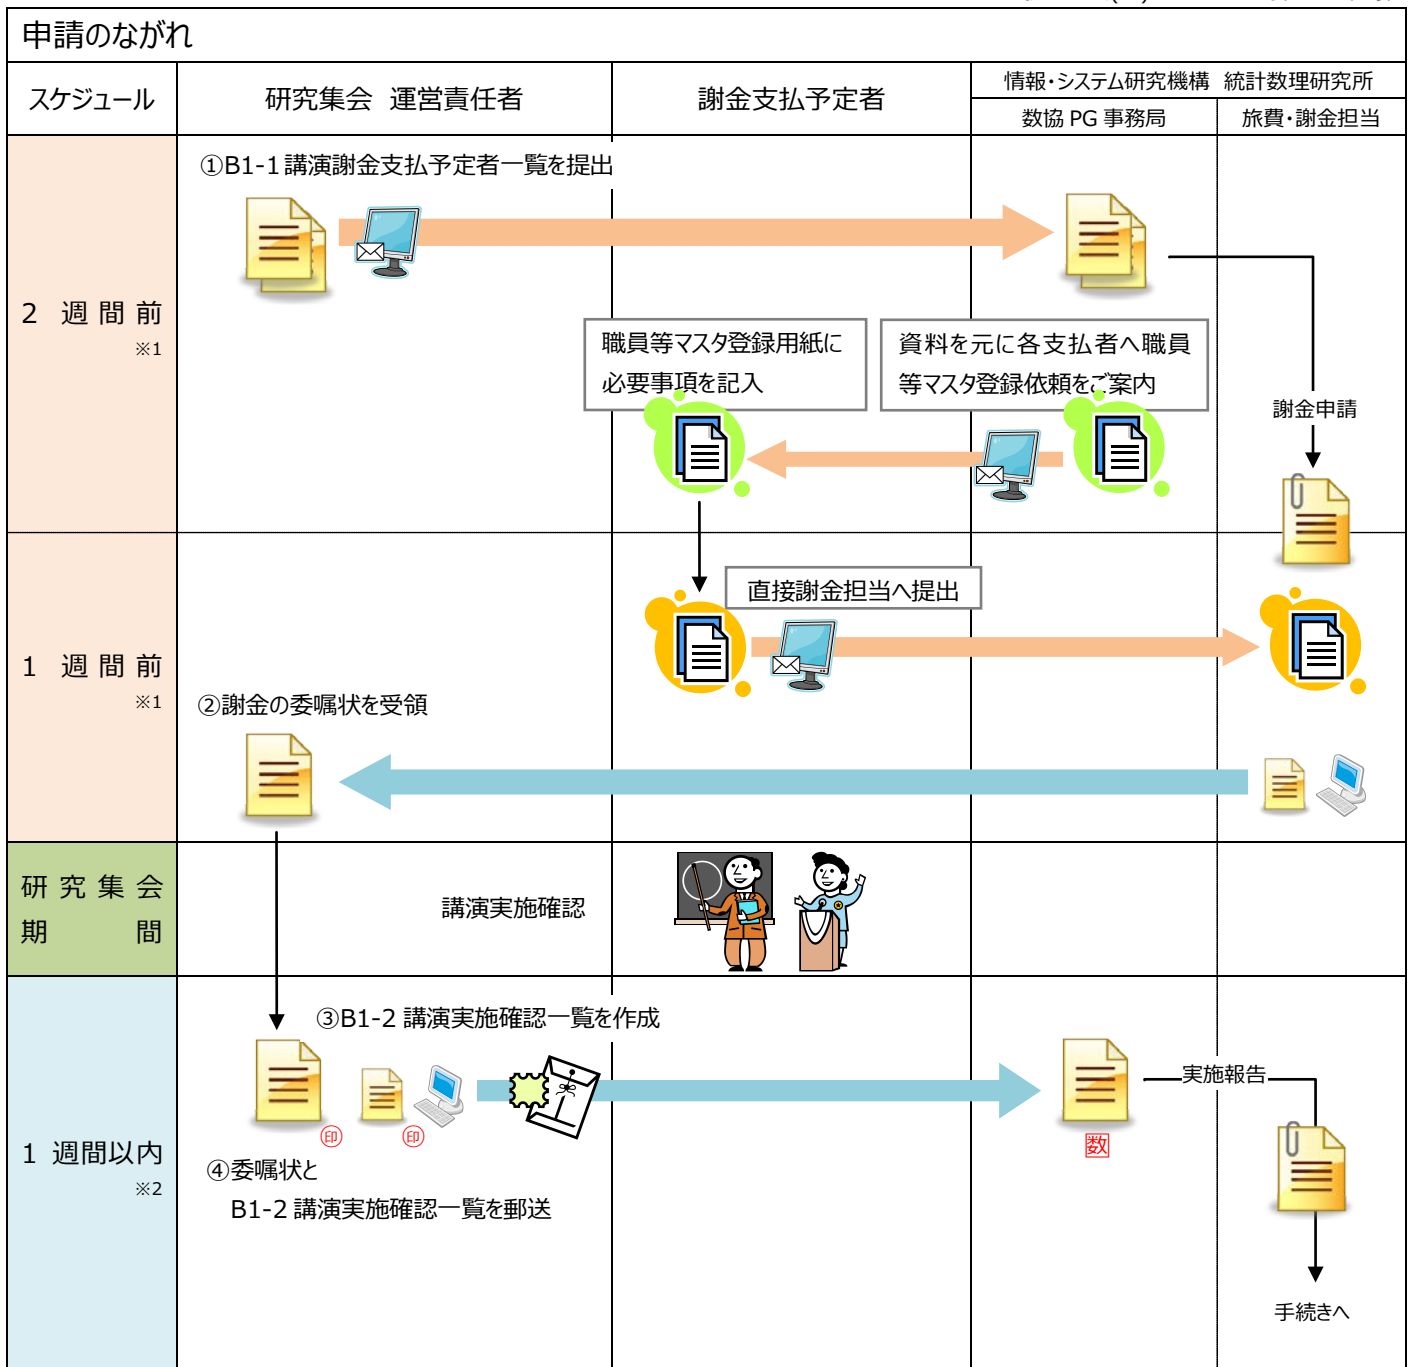 申請のながれ
スケジュール
研究集会 運営責任者
謝金支払予定者
情報・システム研究機構 統計数理研究所
数協 PG 事務局
旅費・謝金担当
2 週間前
※1
①B1-1 講演謝金支払予定者一覧を提出
職員等マスタ登録用紙に
必要事項を記入
資料を元に各支払者へ職員
等マスタ登録依頼をご案内
謝金申請
1 週間前
※1
直接謝金担当へ提出
②謝金の委嘱状を受領
研究集会
期間
講演実施確認
1 週間以内
※2
③B1-2 講演実施確認一覧を作成
印
印
数
実施報告
④委嘱状と
B1-2 講演実施確認一覧を郵送
手続きへ